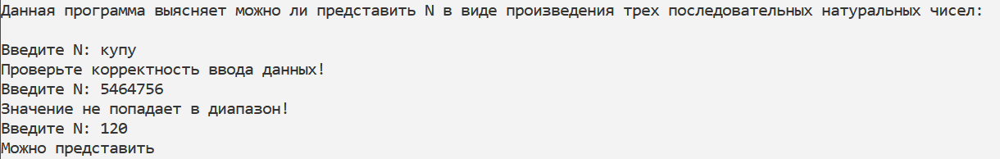 Данная программа выясняет можно ли представить N в виде произведения трех последовательных натуральных чисел:
Введите N: купу
Проверьте корректность ввода данных!
Введите N: 5464756
Значение не попадает в диапазон!
Введите N: 120
Можно представить